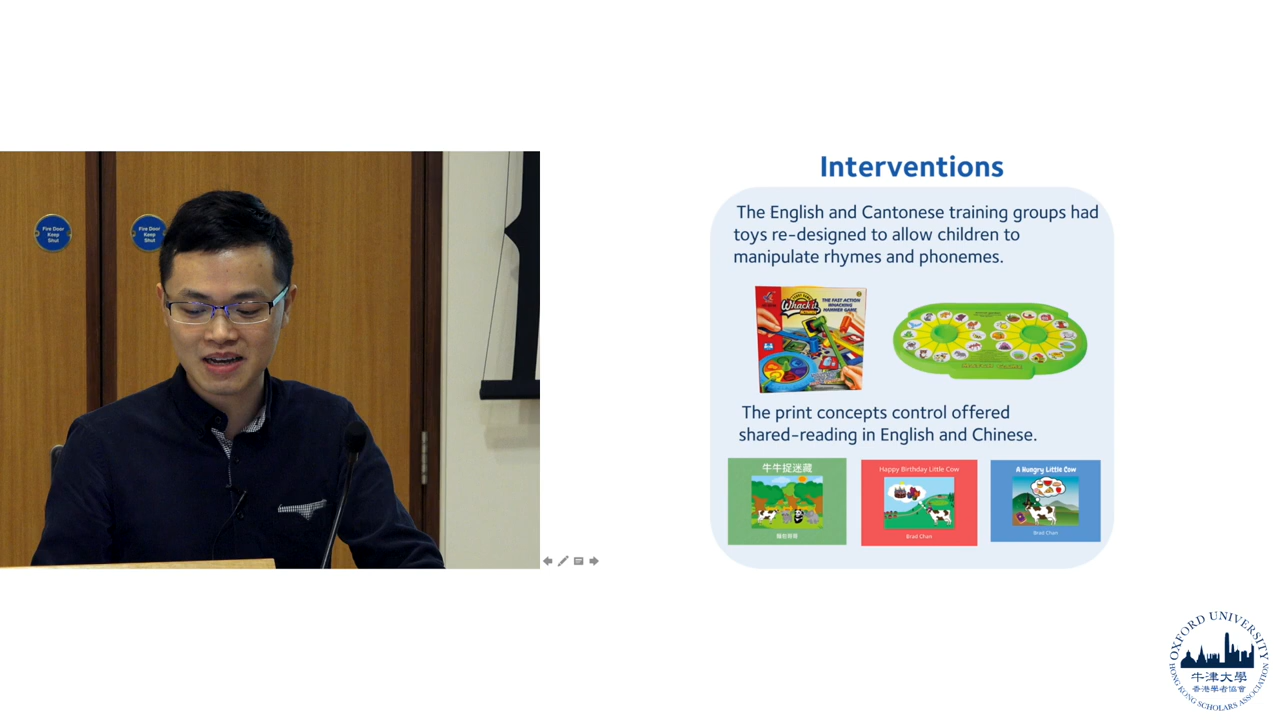 Fire Door
Keep
Shut
Fire Door
Keep
Shut
Interventions
The English and Cantonese training groups had
toys re-designed to allow children to
manipulate rhymes and phonemes.
Whack it
THE FAST ACTION
WHACKING
HAMMER GAME
The print concepts control offered
shared-reading in English and Chinese.
牛牛捉迷藏
Happy Birthday Little Cow
Brad Chan
A Hungry Little Cow
Brad Chan
OXFORD UNIVERSITY
牛津大學
香港學者協會
HONG KONG SCHOLARS ASSOCIATION